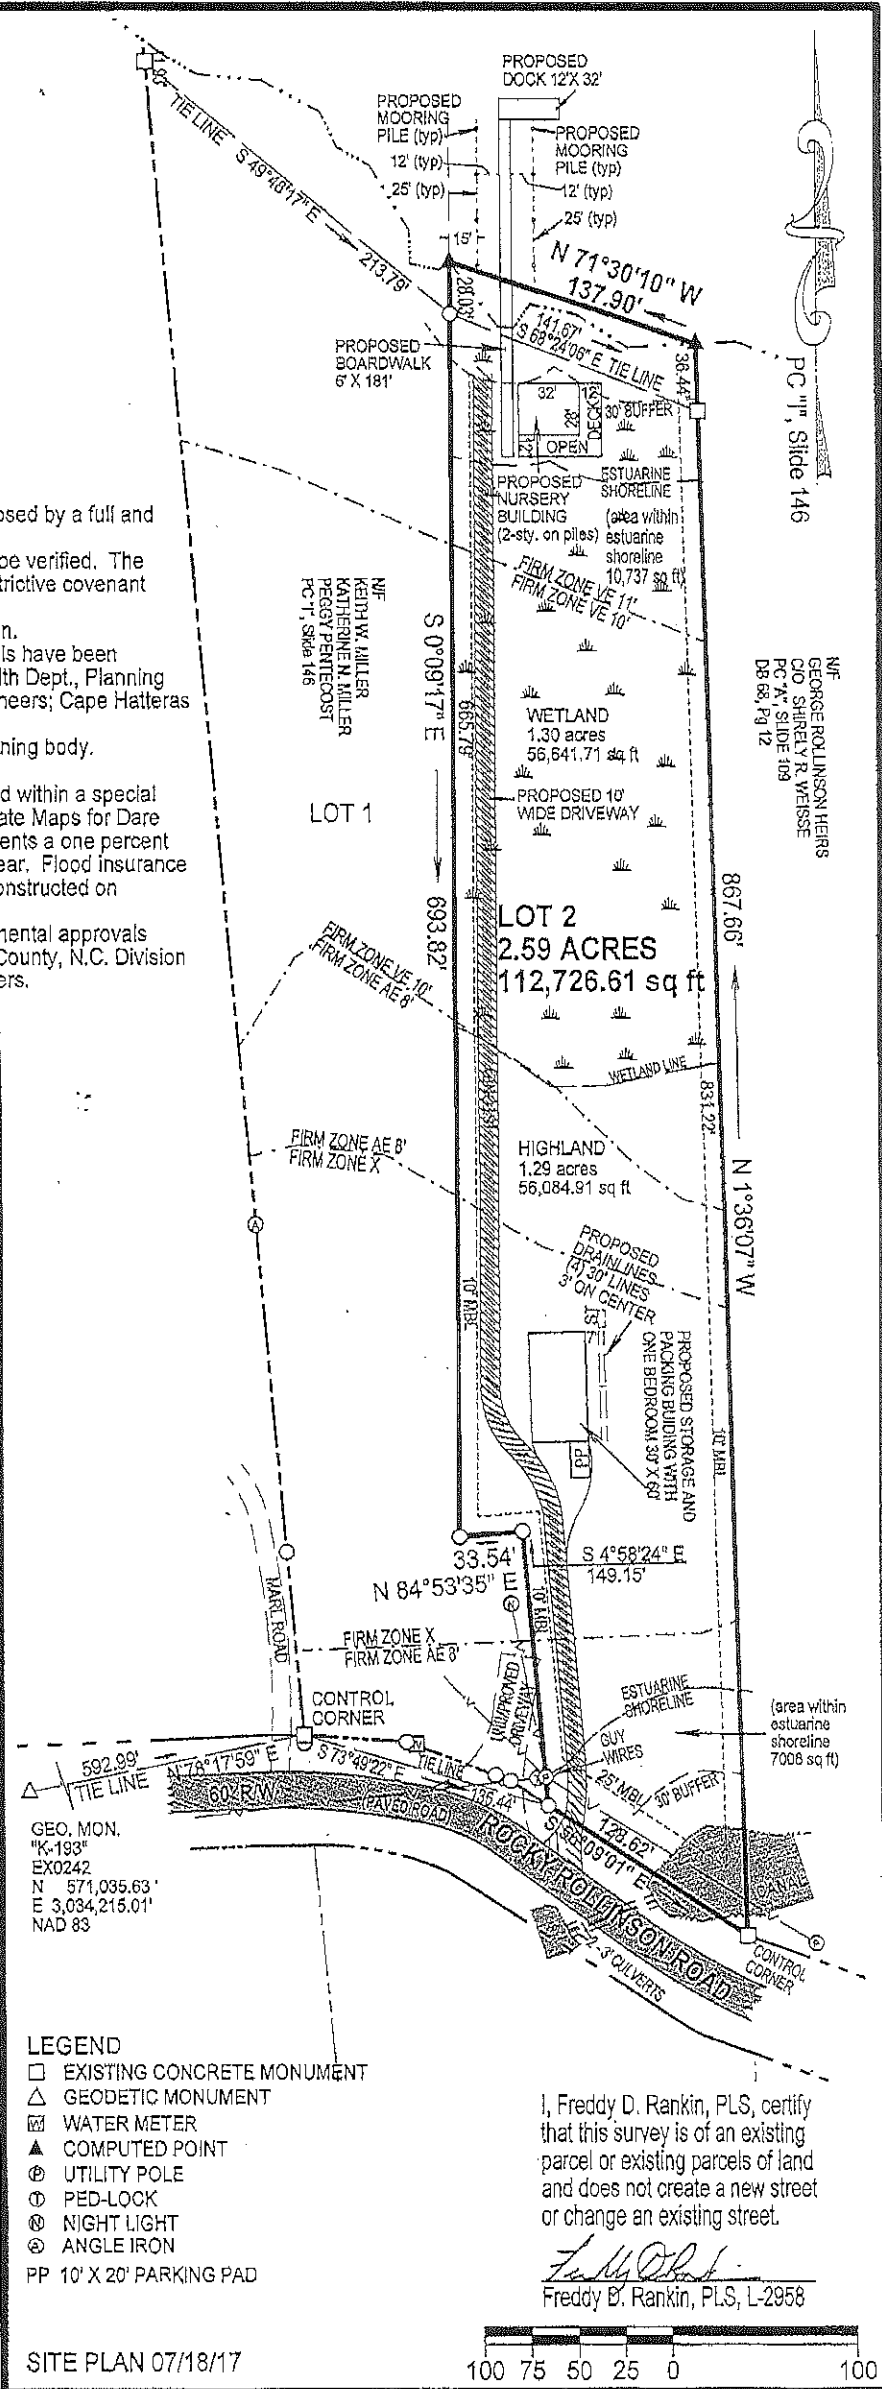 PROPOSED
DOCK 12'X 32'
PROPOSED
MOORING
PILE (typ)
12' (typ)
25' (typ)
PROPOSED
MOORING
PILE (typ)
12' (typ)
25' (typ)
15'
1.95'
TIE LINE
S 49°48'17" E
213.79'
N 71°30'10" W
137.90'
28.03'
141.67'
S 68°24'06" E TIE LINE
36.44'
PC "I", Slide 146
PROPOSED
BOARDWALK
6' X 181'
32'
12'
28'
DECK
OPEN
30' BUFFER
ESTUARINE
SHORELINE
PROPOSED
NURSERY
BUILDING
(2-sty. on piles)
(area within
estuarine
shoreline
10,737 sq ft)
FIRM ZONE VE 11'
FIRM ZONE VE 10'
osed by a full and
be verified. The
trictive covenant
n.
ls have been
lth Dept., Planning
neers; Cape Hatteras
ning body.
d within a special
ate Maps for Dare
ents a one percent
ear. Flood insurance
onstructed on
mental approvals
County, N.C. Division
ers.
N/F
KEITH W. MILLER
KATHERINE N. MILLER
PEGGY PENTECOST
PC "I", Slide 146
S 0°09'17" E
665.79'
693.82'
LOT 1
WETLAND
1.30 acres
56,641.71 sq ft
PROPOSED 10'
WIDE DRIVEWAY
N/F
GEORGE ROLLINSON HEIRS
C/O SHIRELY R. WEISSE
PC "A", SLIDE 109
DB 68, Pg 12
867.66'
LOT 2
2.59 ACRES
112,726.61 sq ft
FIRM ZONE VE 10'
FIRM ZONE AE 8'
WETLAND LINE
831.22'
N 1°36'07" W
FIRM ZONE AE 8'
FIRM ZONE X
HIGHLAND
1.29 acres
56,084.91 sq ft
PROPOSED
DRAINLINES
(4) 30' LINES
3' ON CENTER
ST
7'
PROPOSED STORAGE AND
PACKING BUIDING WITH
ONE BEDROOM 30' X 60'
PP
10' MBL
10' MBL
33.54'
N 84°53'35" E
S 4°58'24" E
149.15'
10' MBL
MARL ROAD
FIRM ZONE X
FIRM ZONE AE 8'
UNIMPROVED
DRIVEWAY
ESTUARINE
SHORELINE
GUY
WIRES
(area within
estuarine
shoreline
7006 sq ft)
CONTROL
CORNER
592.99'
N 78°17'59" E
TIE LINE
S 73°49'22" E
TIE LINE
135.44'
25' MBL
30' BUFFER
128.62'
60' R/W
(PAVED ROAD)
ROCKY ROLLINSON ROAD
CANAL
2-3' CULVERTS
CONTROL
CORNER
GEO. MON.
"K-193"
EX0242
N 571,035.63'
E 3,034,215.01'
NAD 83
LEGEND
EXISTING CONCRETE MONUMENT
GEODETIC MONUMENT
WATER METER
COMPUTED POINT
UTILITY POLE
PED-LOCK
NIGHT LIGHT
ANGLE IRON
PP 10' X 20' PARKING PAD
I, Freddy D. Rankin, PLS, certify
that this survey is of an existing
parcel or existing parcels of land
and does not create a new street
or change an existing street.
Freddy D. Rankin, PLS, L-2958
SITE PLAN 07/18/17
100 75 50 25 0 100